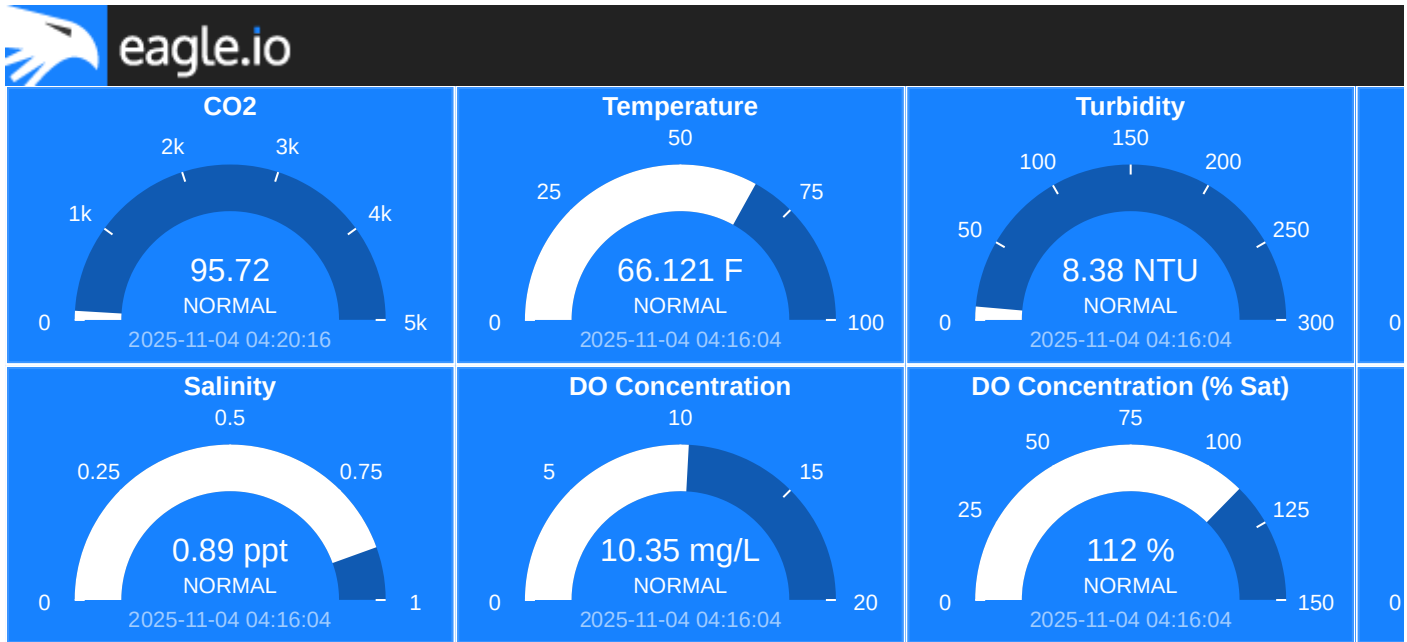 eagle.io
CO2
0
1k
2k
3k
4k
5k
95.72
NORMAL
2025-11-04 04:20:16
Temperature
0
25
50
75
100
66.121 F
NORMAL
2025-11-04 04:16:04
Turbidity
0
50
100
150
200
250
300
8.38 NTU
NORMAL
2025-11-04 04:16:04
0
Salinity
0
0.25
0.5
0.75
1
0.89 ppt
NORMAL
2025-11-04 04:16:04
DO Concentration
0
5
10
15
20
10.35 mg/L
NORMAL
2025-11-04 04:16:04
DO Concentration (% Sat)
0
25
50
75
100
125
150
112 %
NORMAL
2025-11-04 04:16:04
0